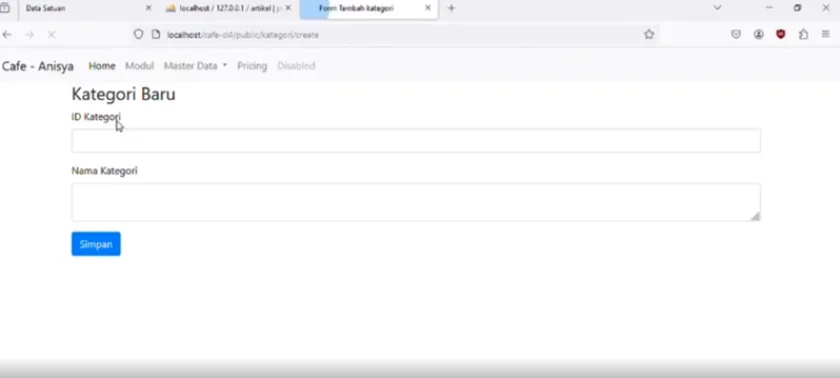 Data Satuan
localhost / 127.0.0.1 / artikel | p
Form Tambah kategori
localhost/cafe-ci4/public/kategori/create
Cafe - Anisya Home Modul Master Data Pricing Disabled
Kategori Baru
ID Kategori
Nama Kategori
Simpan